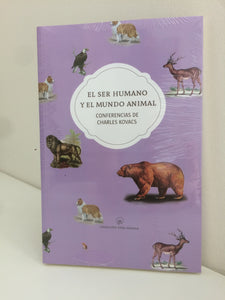 EL SER HUMANO
Y EL MUNDO ANIMAL
CONFERENCIAS DE
CHARLES KOVACS